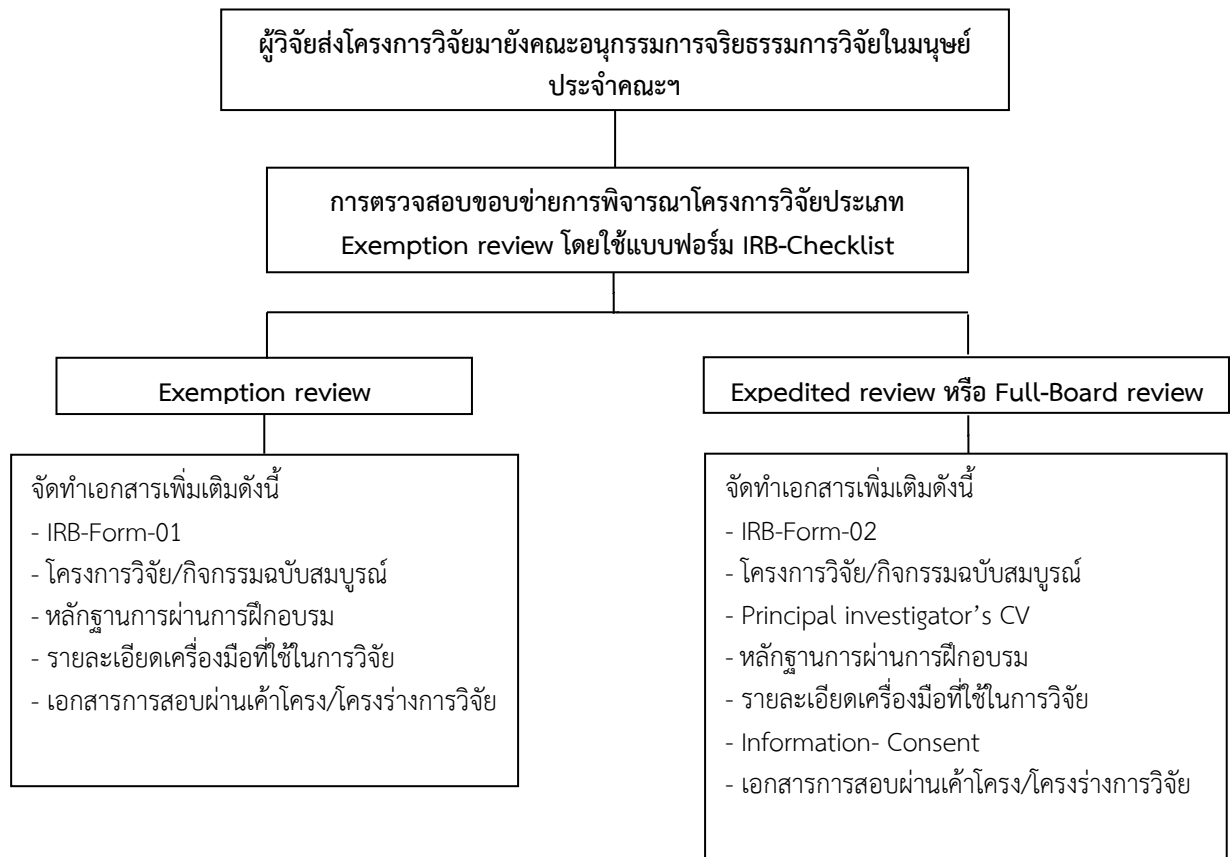 ผู้วิจัยส่งโครงการวิจัยมายังคณะอนุกรรมการจริยธรรมการวิจัยในมนุษย์
ประจำคณะฯ
การตรวจสอบขอบข่ายการพิจารณาโครงการวิจัยประเภท
Exemption review โดยใช้แบบฟอร์ม IRB-Checklist
Exemption review
Expedited review หรือ Full-Board review
จัดทำเอกสารเพิ่มเติมดังนี้
- IRB-Form-01
- โครงการวิจัย/กิจกรรมฉบับสมบูรณ์
- หลักฐานการผ่านการฝึกอบรม
- รายละเอียดเครื่องมือที่ใช้ในการวิจัย
- เอกสารการสอบผ่านเค้าโครง/โครงร่างการวิจัย
จัดทำเอกสารเพิ่มเติมดังนี้
- IRB-Form-02
- โครงการวิจัย/กิจกรรมฉบับสมบูรณ์
- Principal investigator’s CV
- หลักฐานการผ่านการฝึกอบรม
- รายละเอียดเครื่องมือที่ใช้ในการวิจัย
- Information- Consent
- เอกสารการสอบผ่านเค้าโครง/โครงร่างการวิจัย